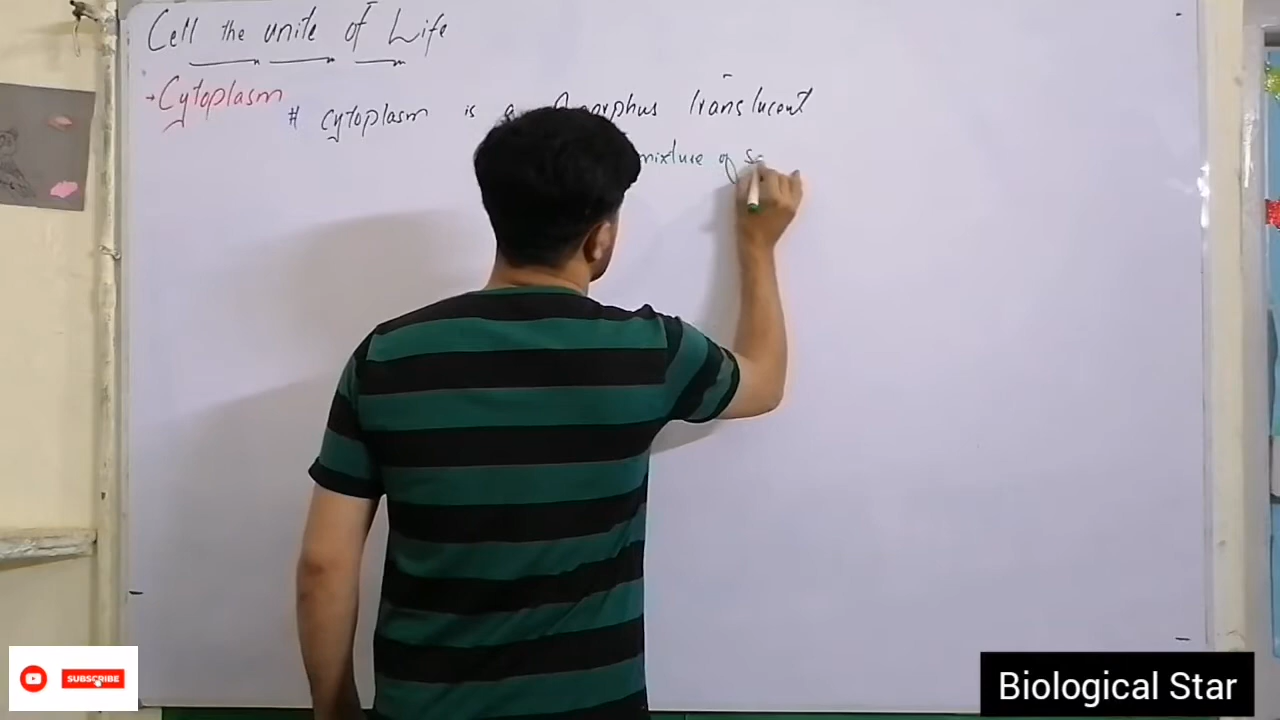 Cell the unite of Life
→Cytoplasm
# cytoplasm is a translucent
mixture of
SUBSCRIBE
Biological Star